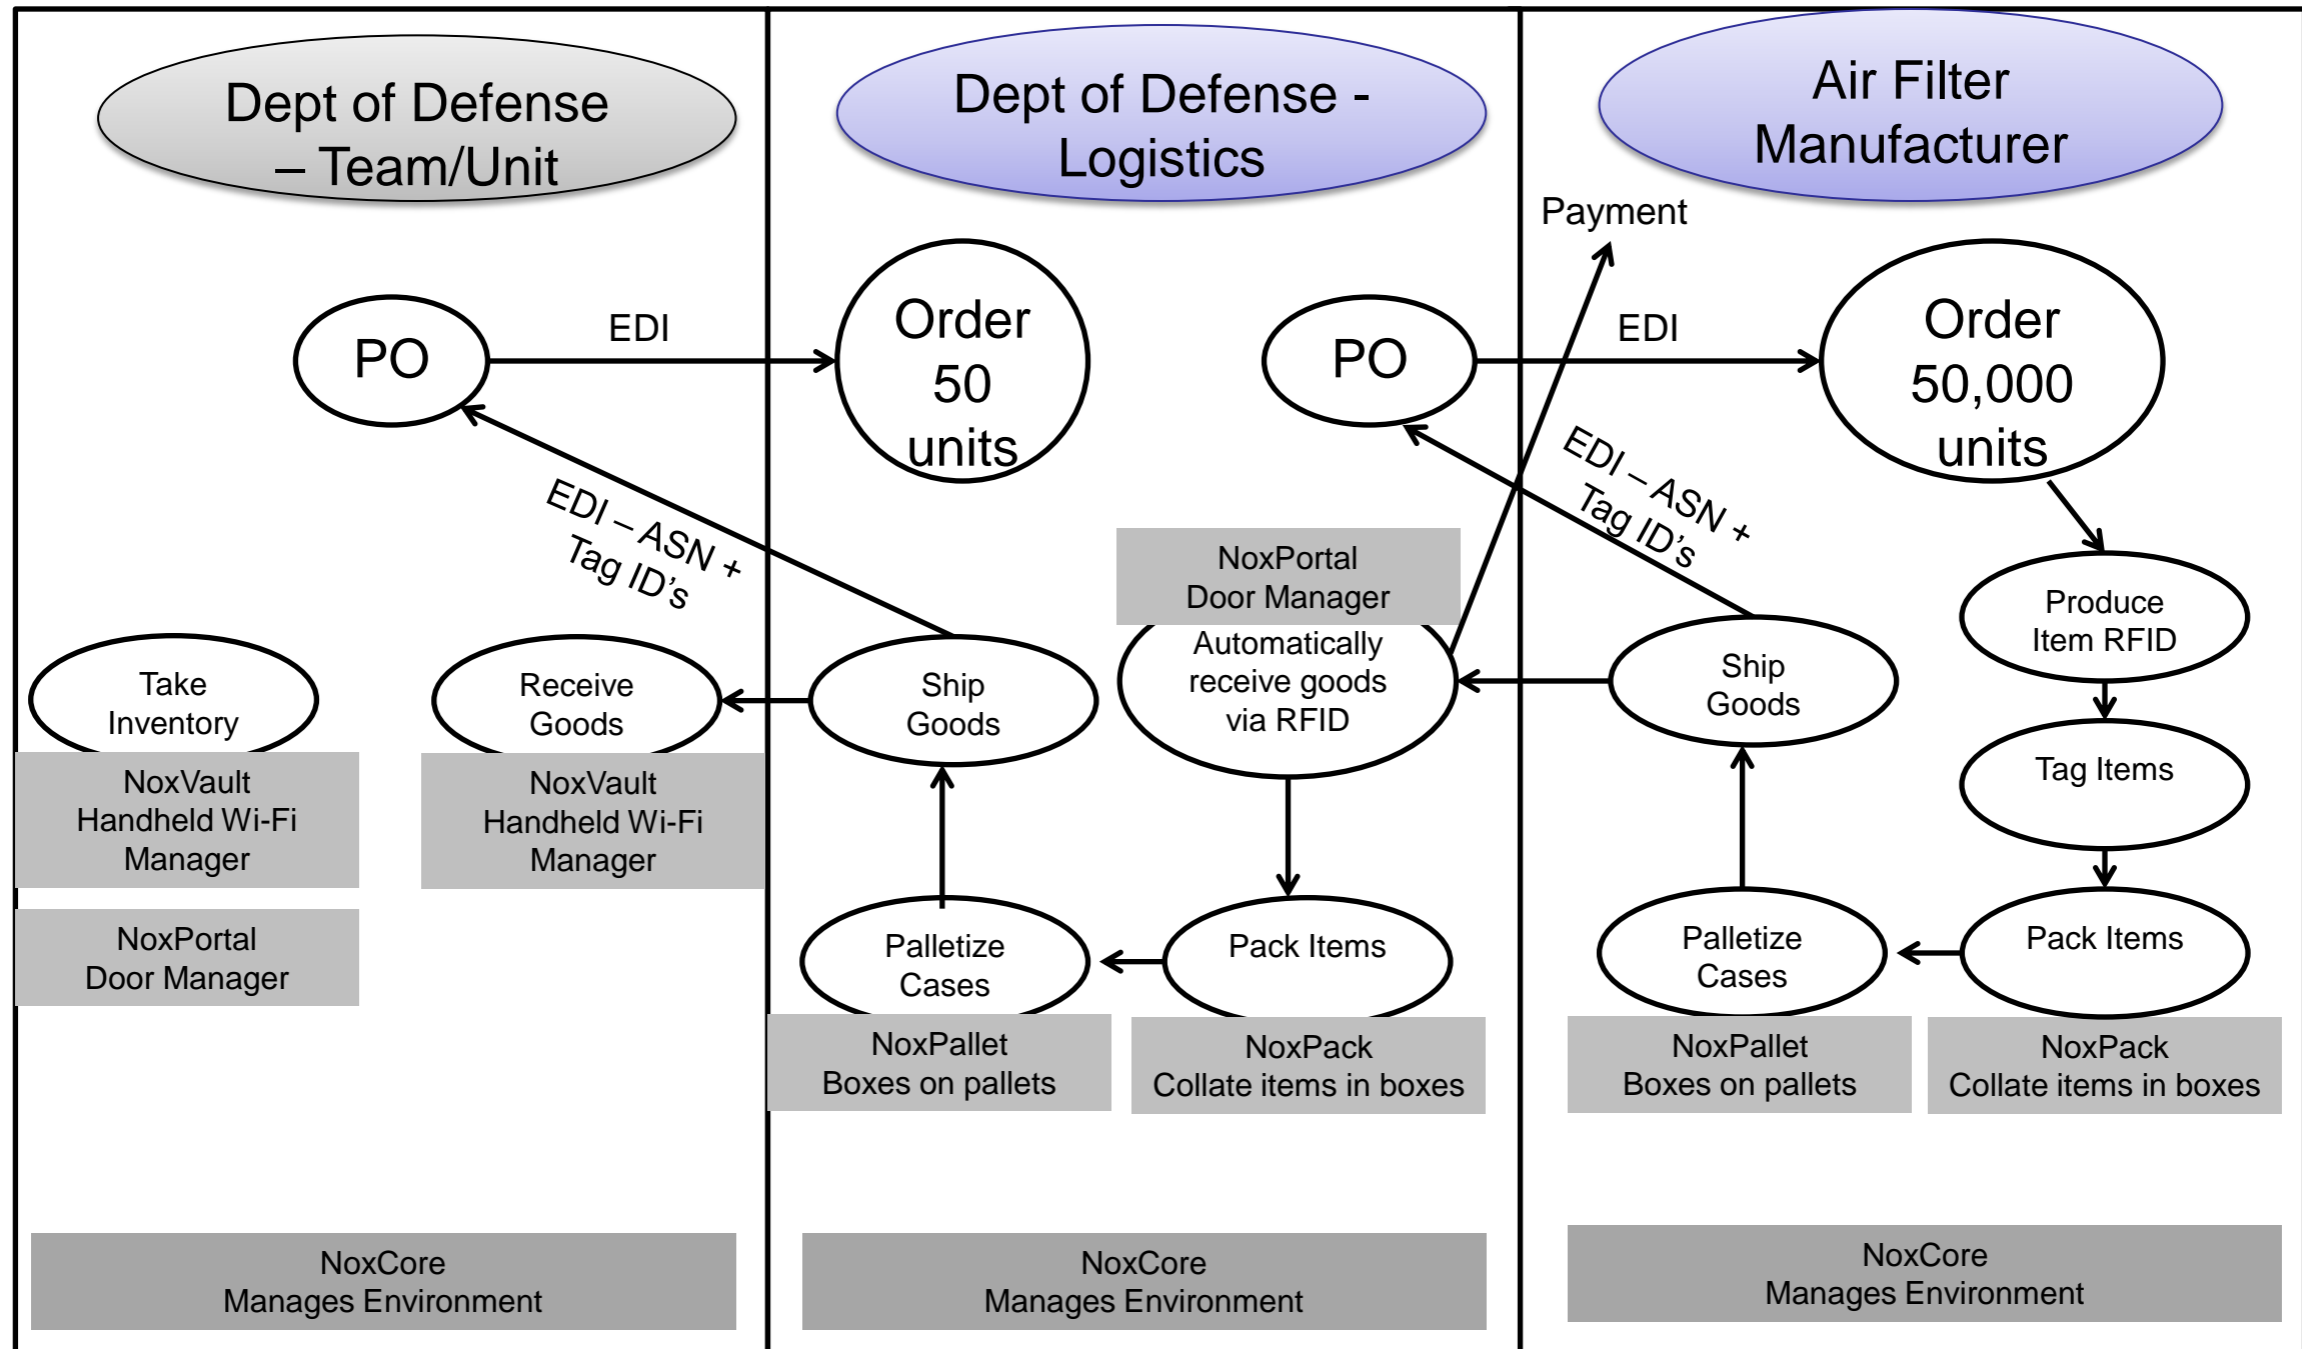 Dept of Defense
– Team/Unit
Dept of Defense -
Logistics
Air Filter
Manufacturer
PO
EDI
Order
50
units
Payment
PO
EDI
Order
50,000
units
EDI – ASN +
Tag ID’s
EDI – ASN +
Tag ID’s
NoxPortal
Door Manager
Automatically
receive goods
via RFID
Produce
Item RFID
Take
Inventory
Receive
Goods
Ship
Goods
Ship
Goods
Tag Items
NoxVault
Handheld Wi-Fi
Manager
NoxVault
Handheld Wi-Fi
Manager
NoxPortal
Door Manager
Palletize
Cases
Pack Items
Palletize
Cases
Pack Items
NoxPallet
Boxes on pallets
NoxPack
Collate items in boxes
NoxPallet
Boxes on pallets
NoxPack
Collate items in boxes
NoxCore
Manages Environment
NoxCore
Manages Environment
NoxCore
Manages Environment